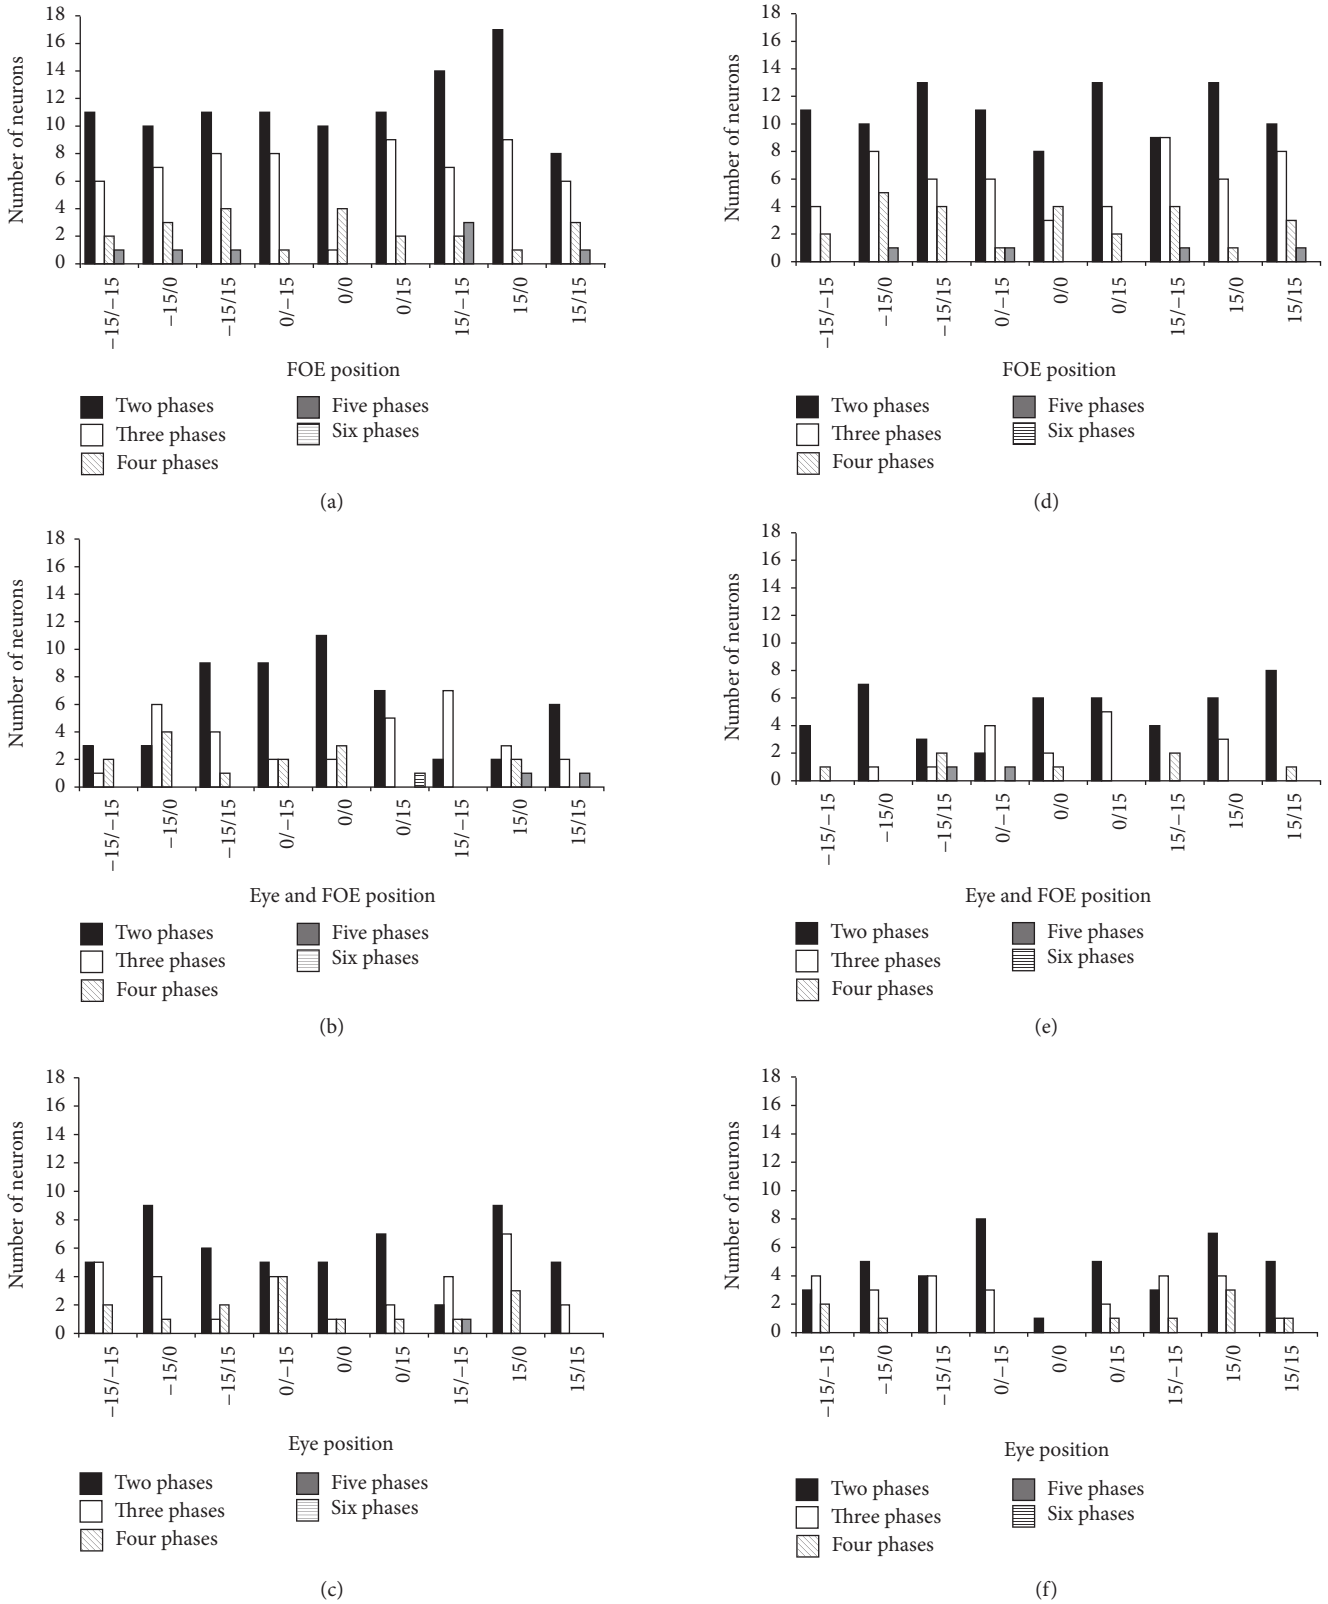 Number of neurons
18
16
14
12
10
8
6
4
2
0
−15/−15
−15/0
−15/15
0/−15
0/0
0/15
15/−15
15/0
15/15
FOE position
Two phases
Three phases
Four phases
Five phases
Six phases
(a)
Number of neurons
18
16
14
12
10
8
6
4
2
0
−15/−15
−15/0
−15/15
0/−15
0/0
0/15
15/−15
15/0
15/15
FOE position
Two phases
Three phases
Four phases
Five phases
Six phases
(d)
Number of neurons
18
16
14
12
10
8
6
4
2
0
−15/−15
−15/0
−15/15
0/−15
0/0
0/15
15/−15
15/0
15/15
Eye and FOE position
Two phases
Three phases
Four phases
Five phases
Six phases
(b)
Number of neurons
18
16
14
12
10
8
6
4
2
0
−15/−15
−15/0
−15/15
0/−15
0/0
0/15
15/−15
15/0
15/15
Eye and FOE position
Two phases
Three phases
Four phases
Five phases
Six phases
(e)
Number of neurons
18
16
14
12
10
8
6
4
2
0
−15/−15
−15/0
−15/15
0/−15
0/0
0/15
15/−15
15/0
15/15
Eye position
Two phases
Three phases
Four phases
Five phases
Six phases
(c)
Number of neurons
18
16
14
12
10
8
6
4
2
0
−15/−15
−15/0
−15/15
0/−15
0/0
0/15
15/−15
15/0
15/15
Eye position
Two phases
Three phases
Four phases
Five phases
Six phases
(f)